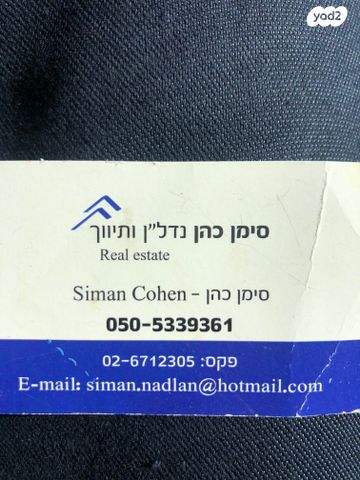 yad2
סימן כהן נדל"ן ותיווך
Real estate
Siman Cohen - סימן כהן
050-5339361
פקס: 02-6712305
E-mail: siman.nadlan@hotmail.com